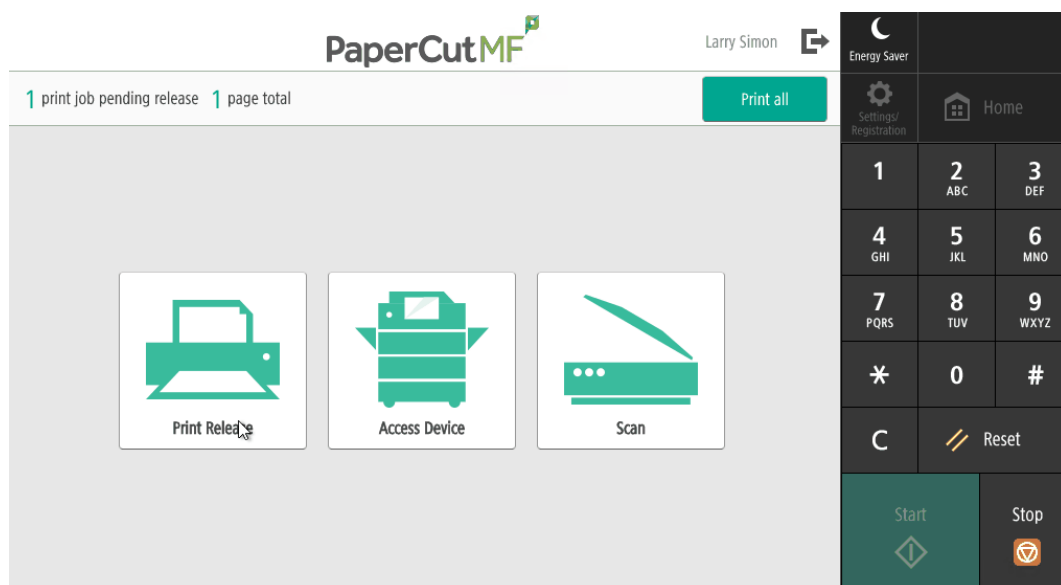 PaperCutMF
Larry Simon
1 print job pending release 1 page total
Print all
Print Release
Access Device
Scan
Energy Saver
Settings/
Registration
Home
1
2
ABC
3
DEF
4
GHI
5
JKL
6
MNO
7
PQRS
8
TUV
9
WXYZ
*
0
#
C
Reset
Start
Stop